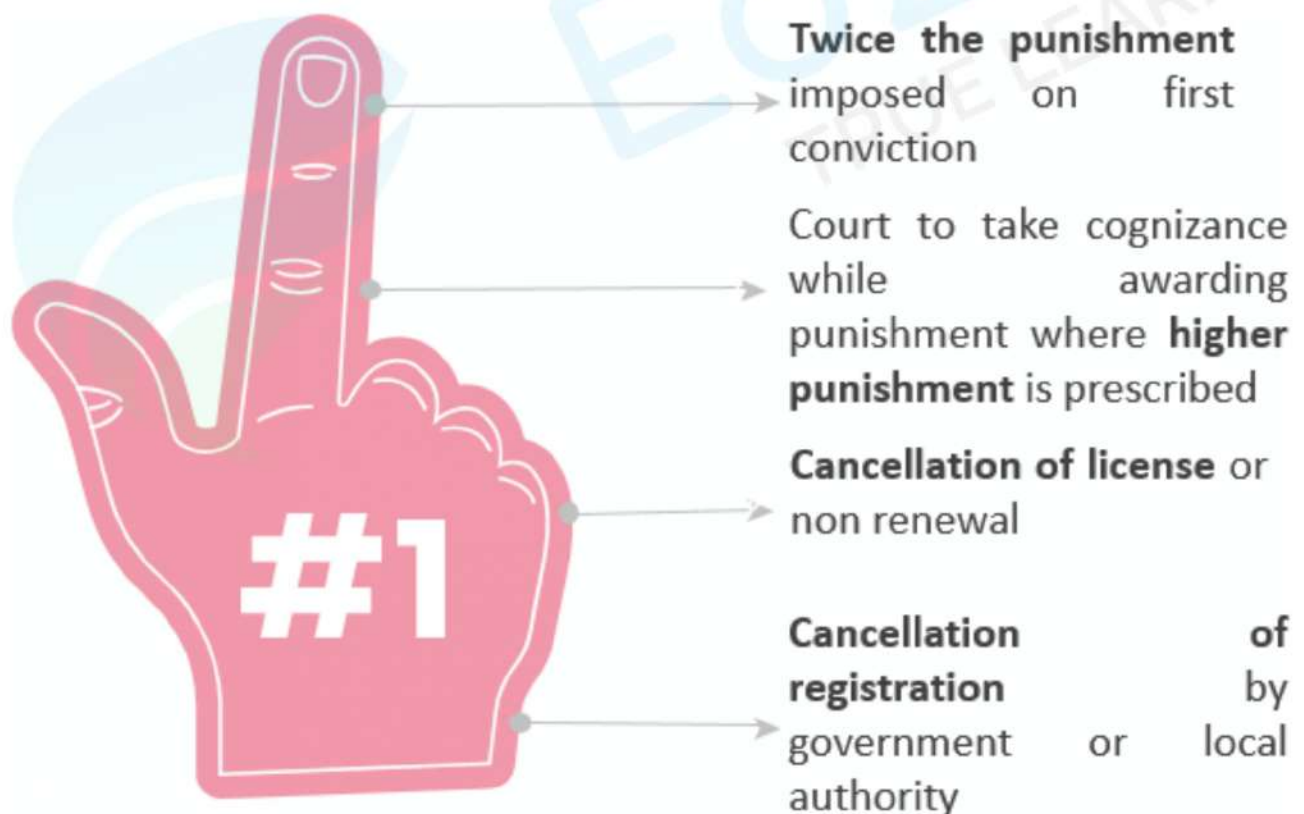 Twice the punishment
imposed on first
conviction
Court to take cognizance
while awarding
punishment where higher
punishment is prescribed
Cancellation of license or
non renewal
#1
Cancellation of
registration by
government or local
authority